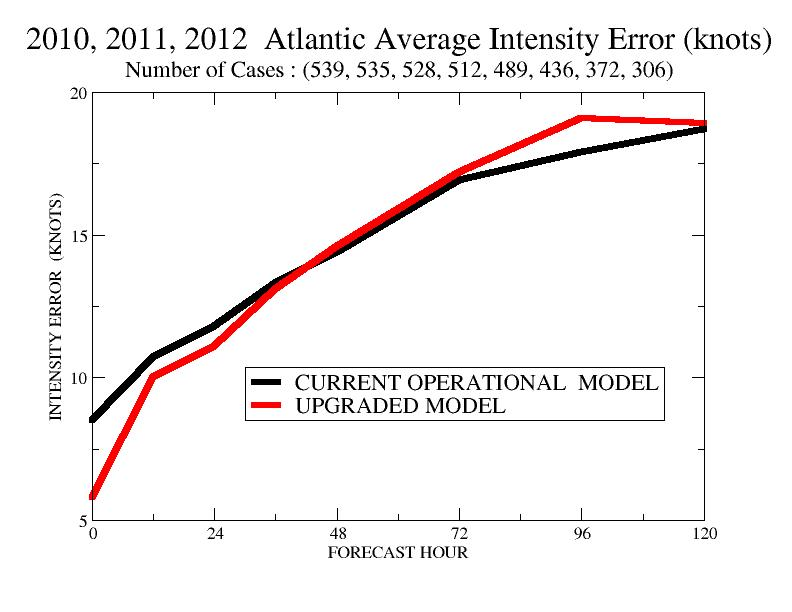 2010, 2011, 2012  Atlantic Average Intensity Error (knots)
Number of Cases : (539, 535, 528, 512, 489, 436, 372, 306)
20
15
10
5
INTENSITY ERROR  (KNOTS)
CURRENT OPERATIONAL  MODEL
UPGRADED MODEL
0 24 48 72 96 120
FORECAST HOUR